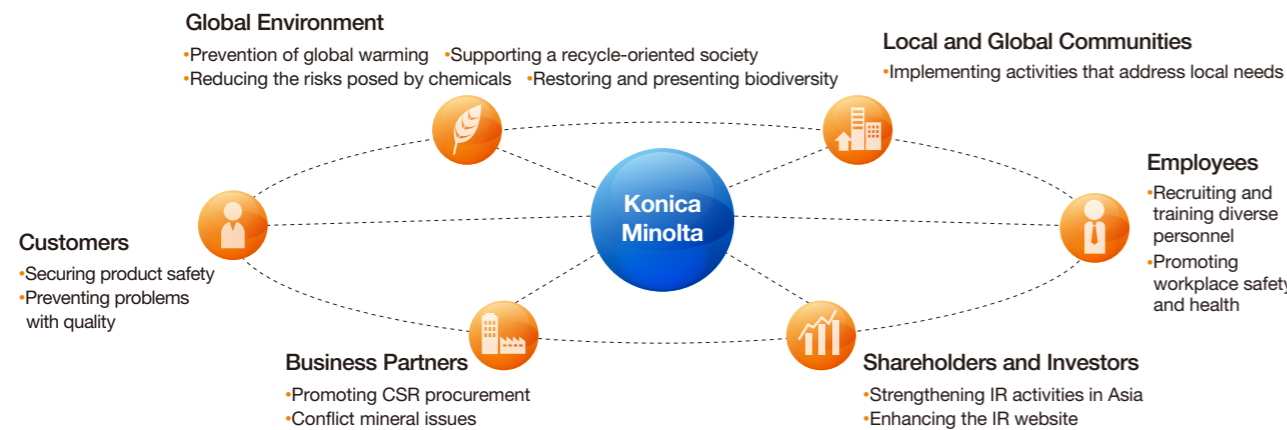 Global Environment
•Prevention of global warming •Supporting a recycle-oriented society
•Reducing the risks posed by chemicals •Restoring and presenting biodiversity
Local and Global Communities
•Implementing activities that address local needs
Konica
Minolta
Employees
•Recruiting and
training diverse
personnel
•Promoting
workplace safety
and health
Customers
•Securing product safety
•Preventing problems
with quality
Business Partners
•Promoting CSR procurement
•Conflict mineral issues
Shareholders and Investors
•Strengthening IR activities in Asia
•Enhancing the IR website